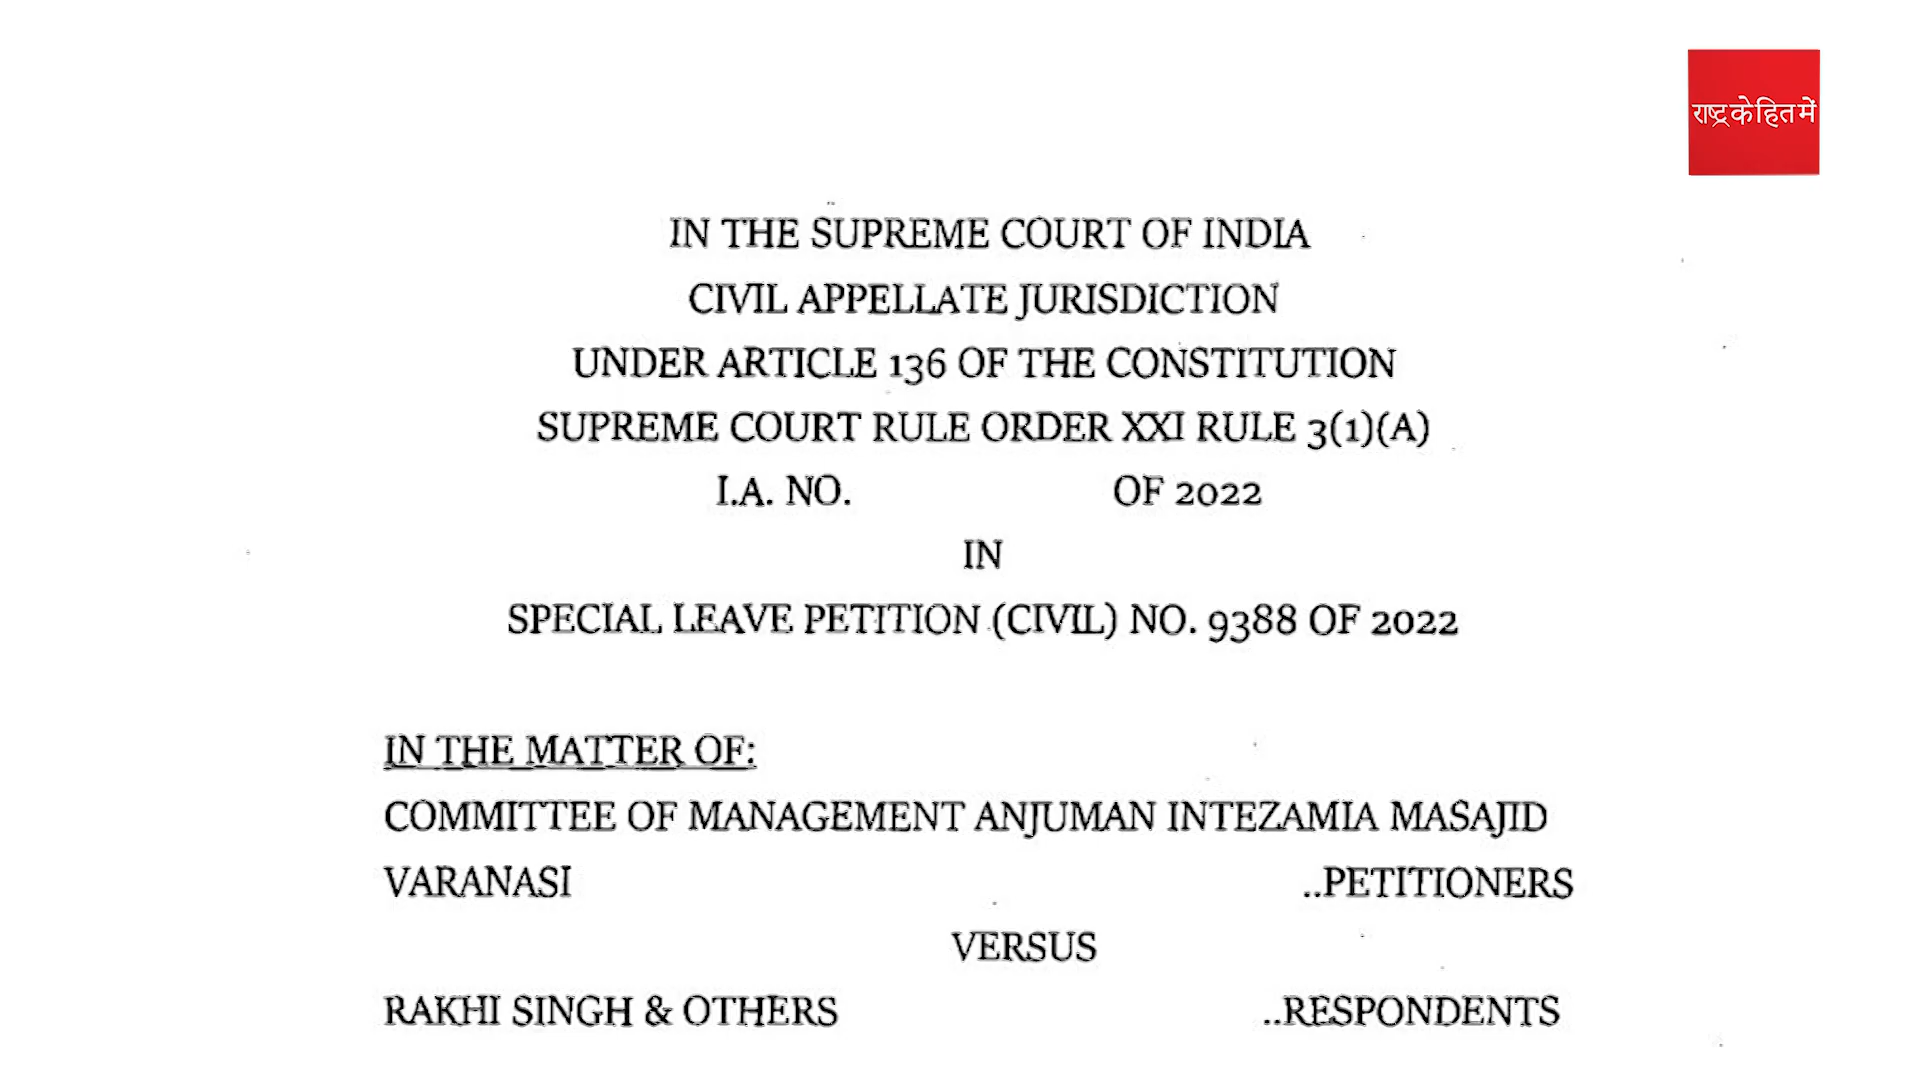 राष्ट्र के हित में
IN THE SUPREME COURT OF INDIA
CIVIL APPELLATE JURISDICTION
UNDER ARTICLE 136 OF THE CONSTITUTION
SUPREME COURT RULE ORDER XXI RULE 3(1)(A)
I.A. NO. OF 2022
IN
SPECIAL LEAVE PETITION (CIVIL) NO. 9388 OF 2022
IN THE MATTER OF:
COMMITTEE OF MANAGEMENT ANJUMAN INTEZAMIA MASAJID
VARANASI ..PETITIONERS
VERSUS
RAKHI SINGH & OTHERS ..RESPONDENTS